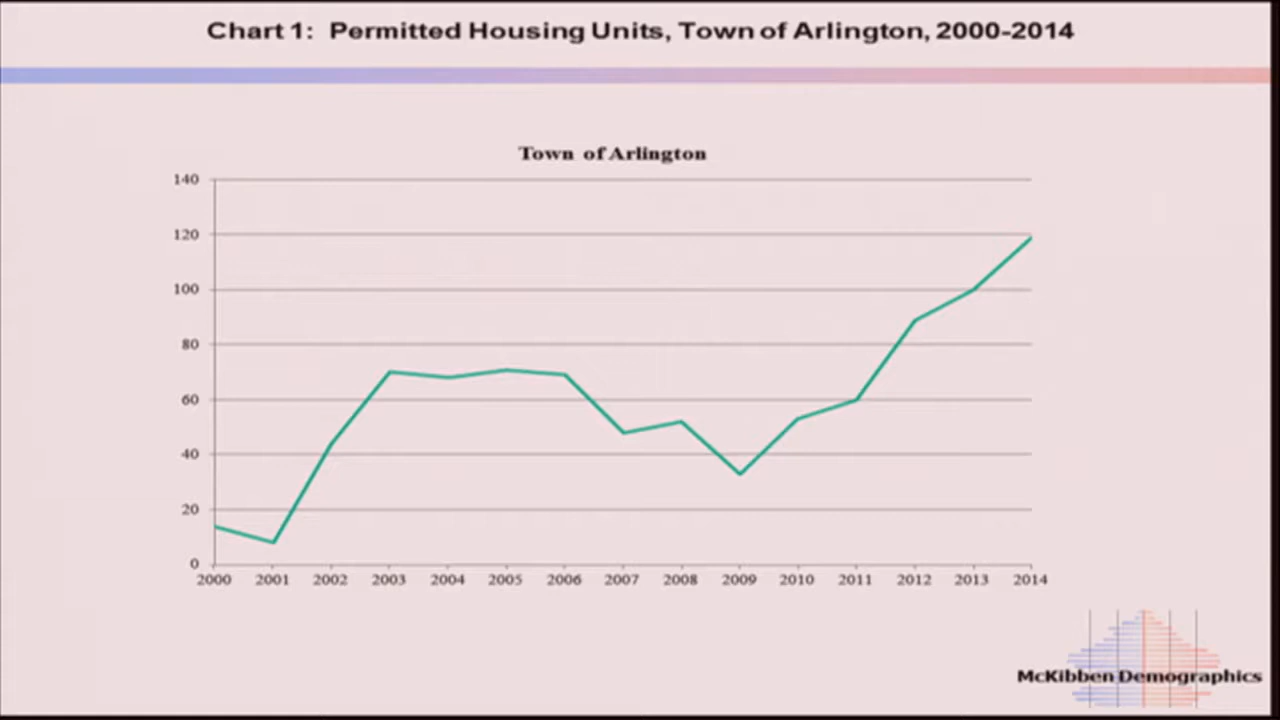 Chart 1: Permitted Housing Units, Town of Arlington, 2000-2014
Town of Arlington
140
120
100
80
60
40
20
0
2000 2001 2002 2003 2004 2005 2006 2007 2008 2009 2010 2011 2012 2013 2014
McKibben Demographics